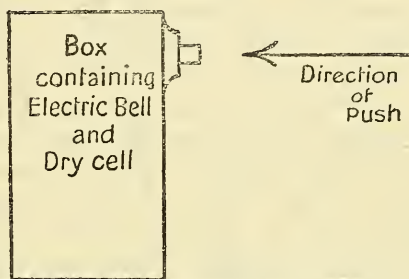 Box
containing
Electric Bell
and
Dry cell
Direction
of
Push